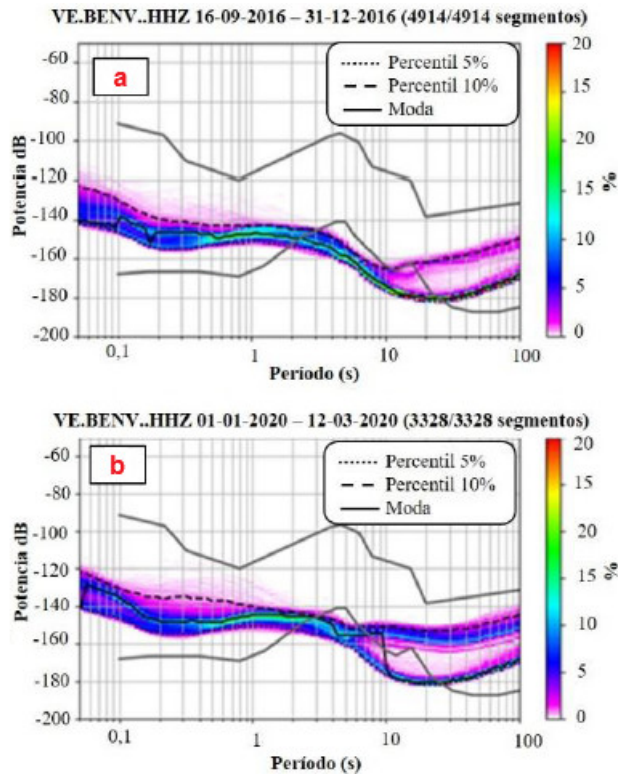 VE.BENV..HHZ 16-09-2016 – 31-12-2016 (4914/4914 segmentos)
a
Percentil 5%
Percentil 10%
Moda
Potencia dB
-60
-80
-100
-120
-140
-160
-180
-200
0,1
1
10
100
Período (s)
20
15
10
5
0
%
VE.BENV..HHZ 01-01-2020 – 12-03-2020 (3328/3328 segmentos)
b
Percentil 5%
Percentil 10%
Moda
Potencia dB
-60
-80
-100
-120
-140
-160
-180
-200
0,1
1
10
100
Período (s)
20
15
10
5
0
%